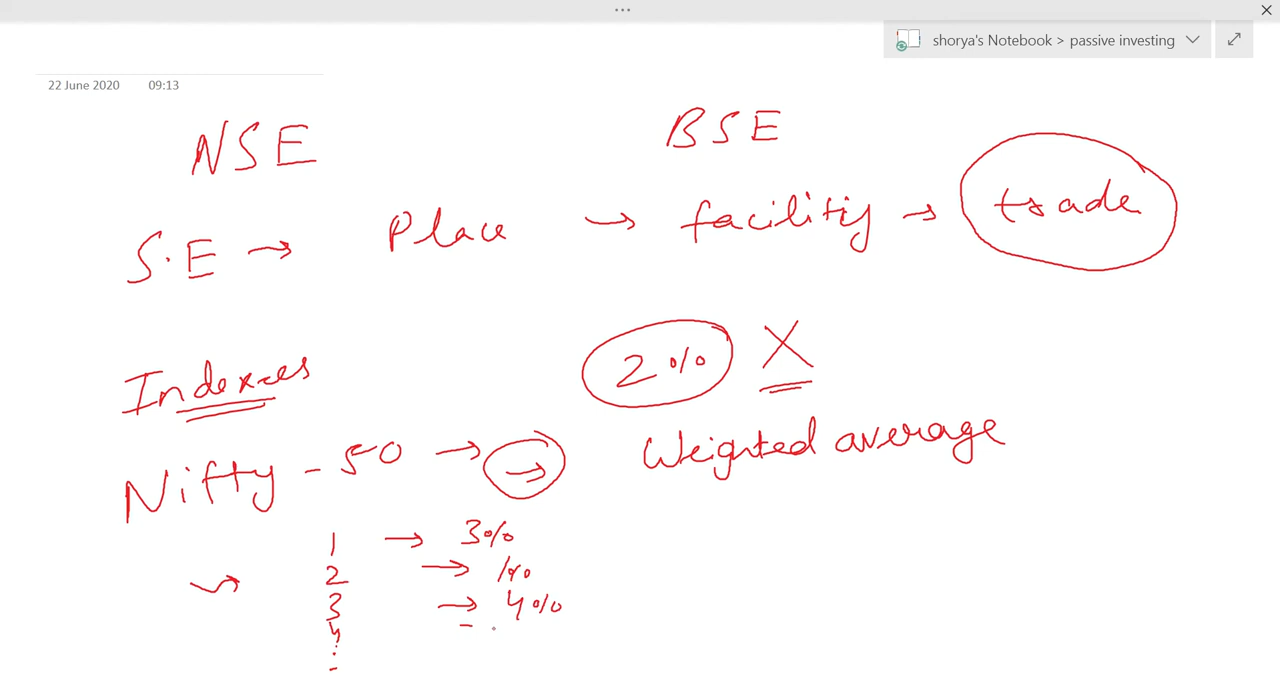 ...
shorya's Notebook > passive investing
22 June 2020 09:13
NSE BSE
S.E → Place → facilitiy → trade
2% X
Indexes
Nifty - 50 → → Weighted average
1 → 3%
2 → 1%
3 → 4%
4 -
:
-